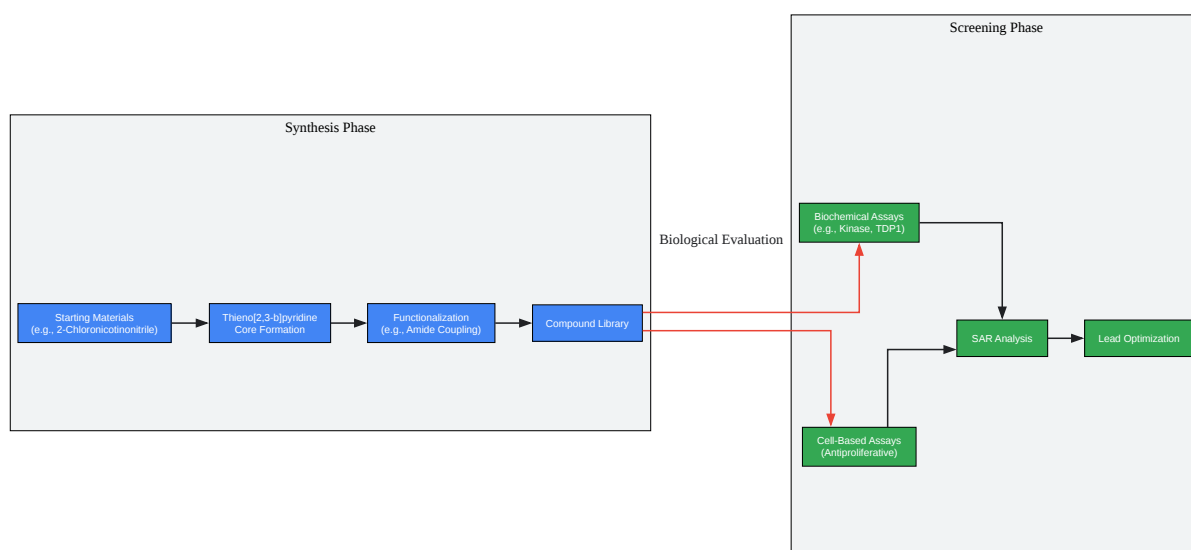 Synthesis Phase
Starting Materials
(e.g., 2-Chloronicotinonitrile)
Thieno[2,3-b]pyridine
Core Formation
Functionalization
(e.g., Amide Coupling)
Compound Library
Biological Evaluation
Screening Phase
Biochemical Assays
(e.g., Kinase, TDP1)
Cell-Based Assays
(Antiproliferative)
SAR Analysis
Lead Optimization